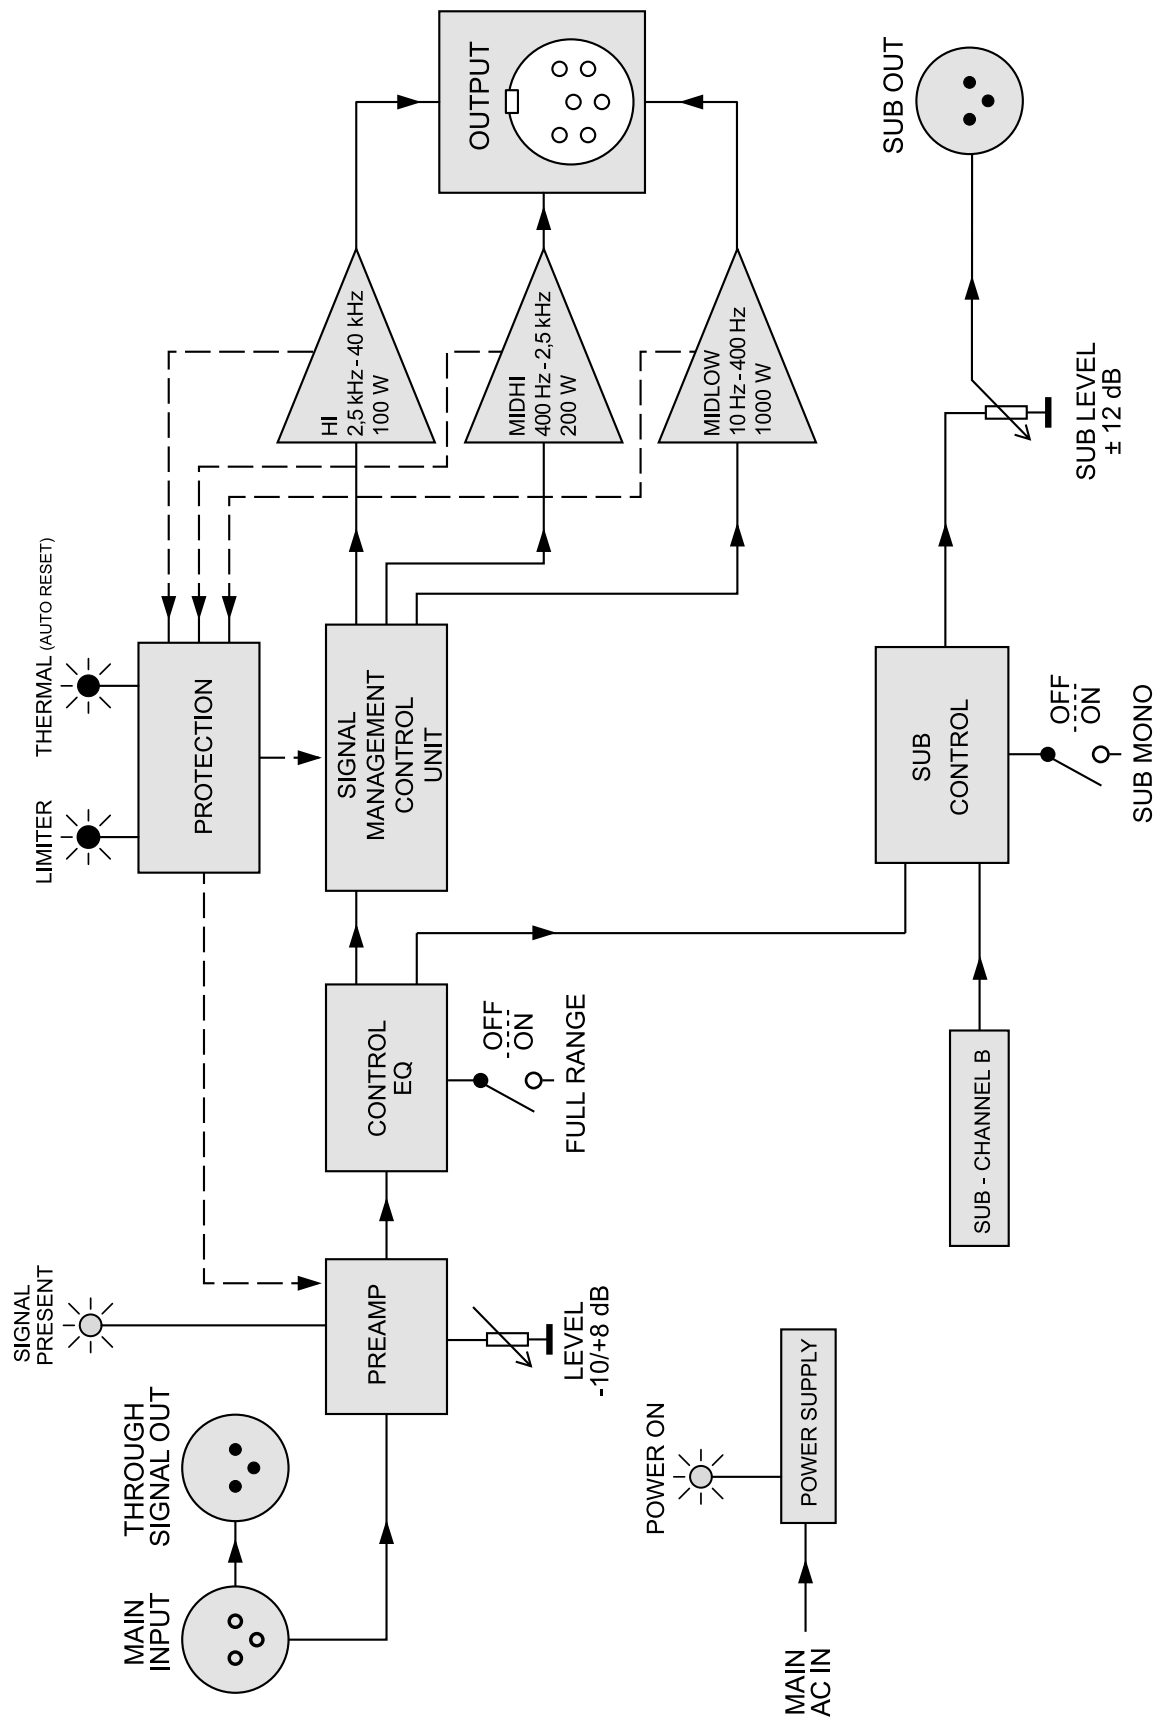 MAIN
INPUT
THROUGH
SIGNAL OUT
SIGNAL
PRESENT
LIMITER
THERMAL (AUTO RESET)
PREAMP
LEVEL
-10/+8 dB
CONTROL
EQ
OFF
ON
FULL RANGE
PROTECTION
SIGNAL
MANAGEMENT
CONTROL
UNIT
HI
2,5 kHz - 40 kHz
100 W
MIDHI
400 Hz - 2,5 kHz
200 W
MIDLOW
10 Hz - 400 Hz
1000 W
OUTPUT
POWER ON
MAIN
AC IN
POWER SUPPLY
SUB - CHANNEL B
SUB
CONTROL
OFF
ON
SUB MONO
SUB LEVEL
± 12 dB
SUB OUT